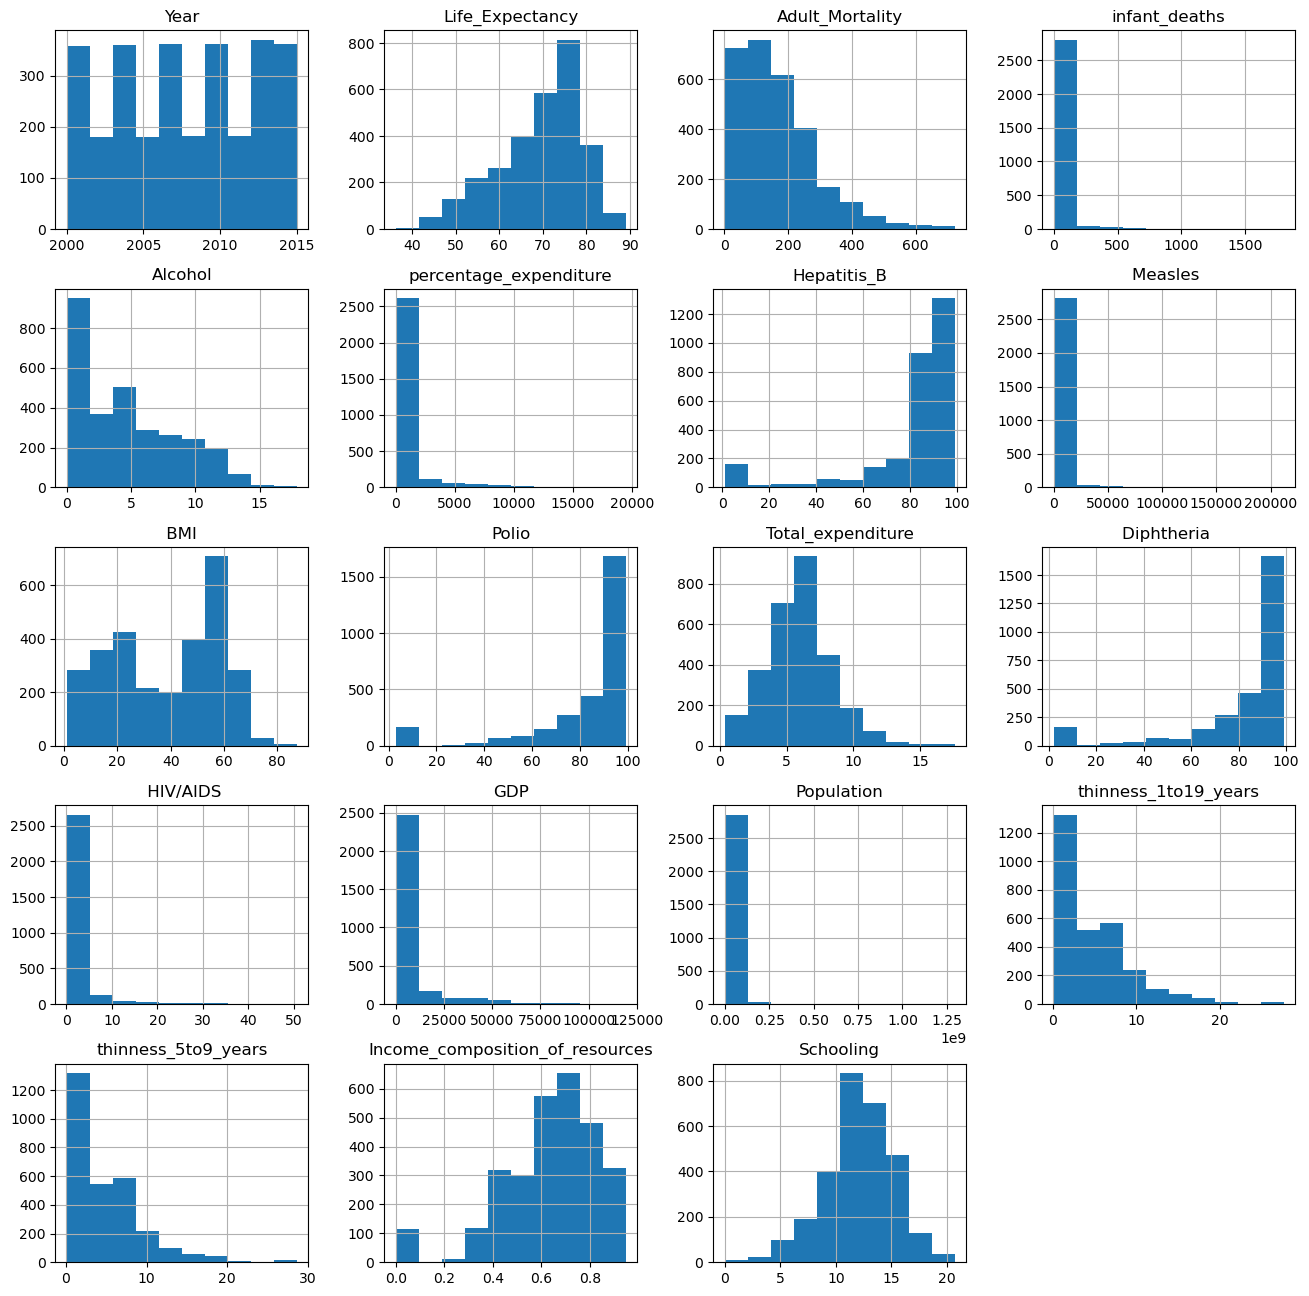 Year Life_Expectancy Adult_Mortality infant_deaths
300 200 100 0
2000 2005 2010 2015
800 600 400 200 0
40 50 60 70 80 90
600 400 200 0
0 200 400 600
2500 2000 1500 1000 500 0
0 500 1000 1500
Alcohol percentage_expenditure Hepatitis_B Measles
800 600 400 200 0
0 5 10 15
2500 2000 1500 1000 500 0
0 5000 10000 15000 20000
1200 1000 800 600 400 200 0
0 20 40 60 80 100
2500 2000 1500 1000 500 0
0 50000 100000 150000 200000
BMI Polio Total_expenditure Diphtheria
600 400 200 0
0 20 40 60 80
1500 1000 500 0
0 20 40 60 80 100
800 600 400 200 0
0 5 10 15
1500 1250 1000 750 500 250 0
0 20 40 60 80 100
HIV/AIDS GDP Population thinness_1to19_years
2500 2000 1500 1000 500 0
0 10 20 30 40 50
2500 2000 1500 1000 500 0
0 25000 50000 75000 100000 125000
2500 2000 1500 1000 500 0
0.00 0.25 0.50 0.75 1.00 1.25
1e9
1200 1000 800 600 400 200 0
0 10 20
thinness_5to9_years Income_composition_of_resources Schooling
1200 1000 800 600 400 200 0
0 10 20 30
600 500 400 300 200 100 0
0.0 0.2 0.4 0.6 0.8
800 600 400 200 0
0 5 10 15 20